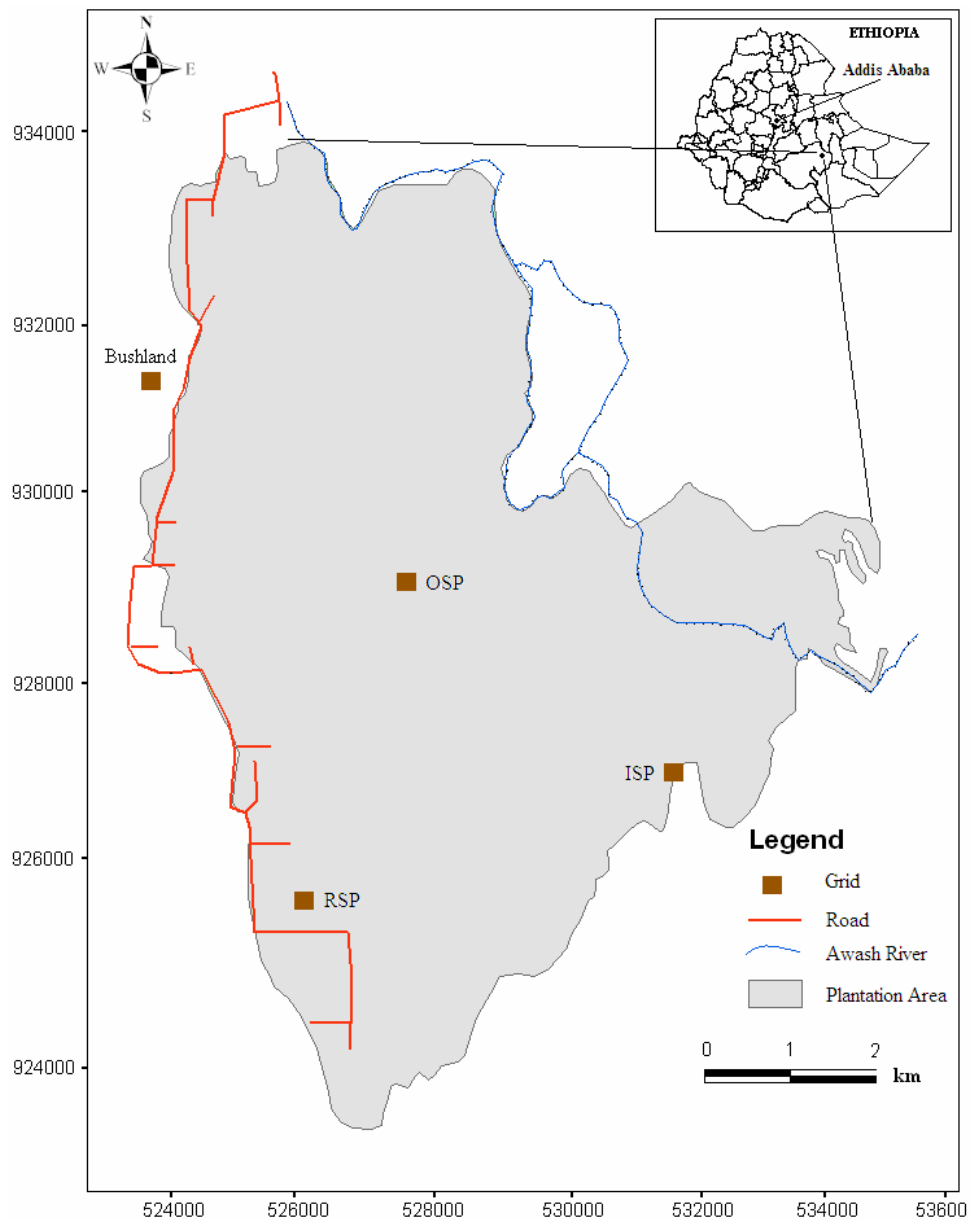 N
W E
S
ETHIOPIA
Addis Ababa
934000
932000
Bushland
930000
OSP
928000
ISP
Legend
926000
Grid
RSP
Road
Awash River
Plantation Area
0 1 2
km
924000
524000 526000 528000 530000 532000 534000 53600